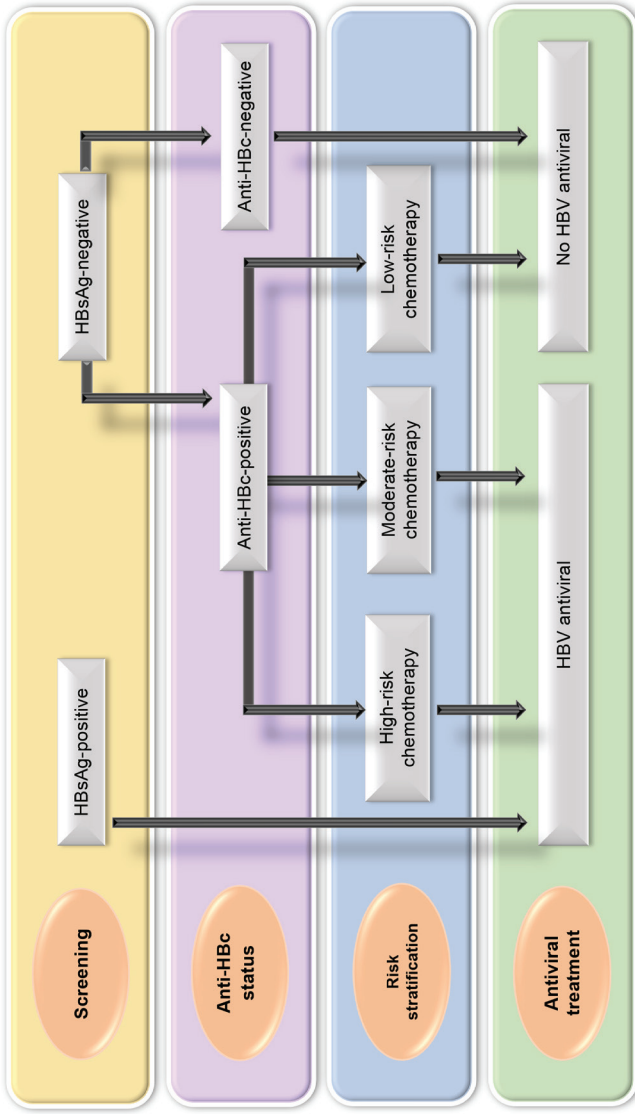 Screening
HBsAg-positive
HBsAg-negative
Anti-HBc
status
Anti-HBc-positive
Anti-HBc-negative
Risk
stratification
High-risk
chemotherapy
Moderate-risk
chemotherapy
Low-risk
chemotherapy
Antiviral
treatment
HBV antiviral
No HBV antiviral